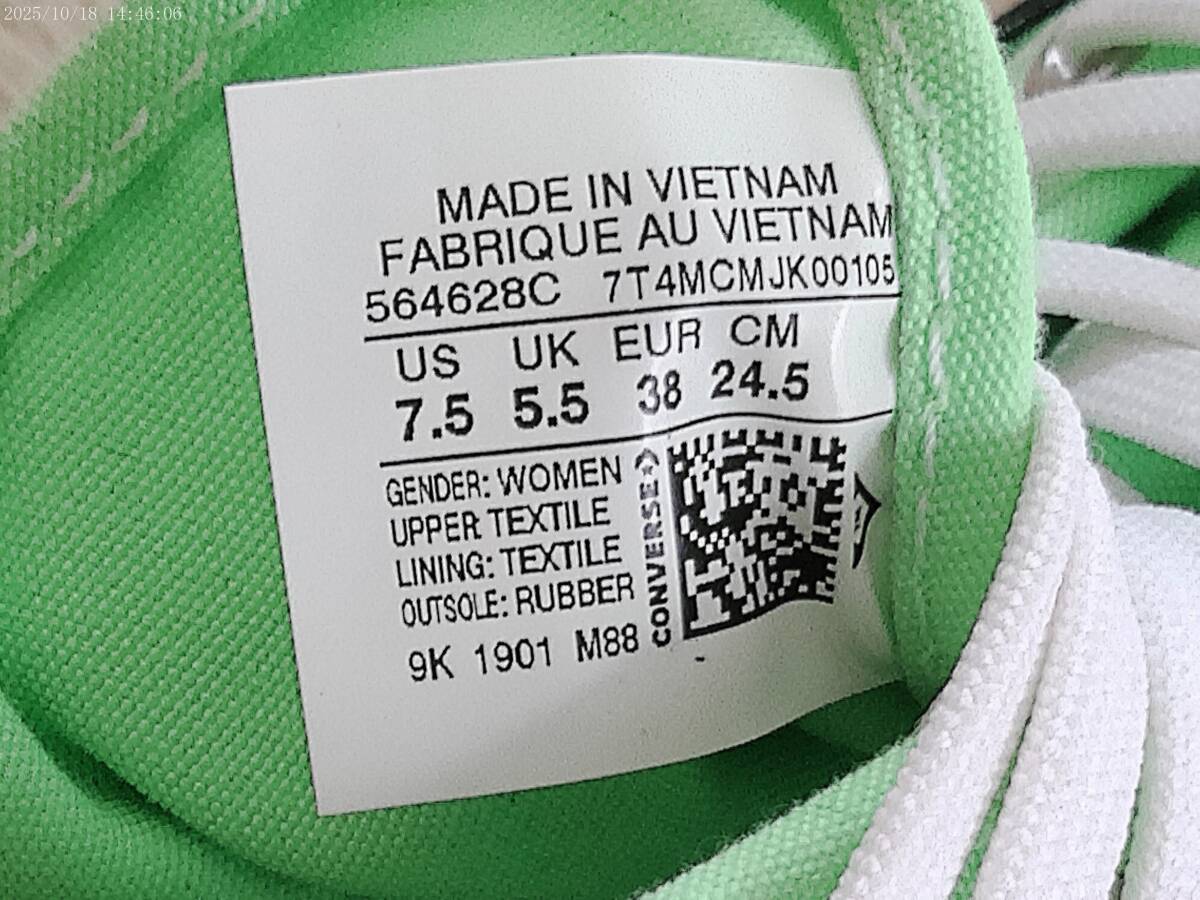 2025/10/18 14:46:06
MADE IN VIETNAM
FABRIQUE AU VIETNAM
564628C 7T4MCMJK00105
US UK EUR CM
7.5 5.5 38 24.5
GENDER: WOMEN
UPPER TEXTILE
LINING: TEXTILE
OUTSOLE: RUBBER
9K 1901 M88
CONVERSE